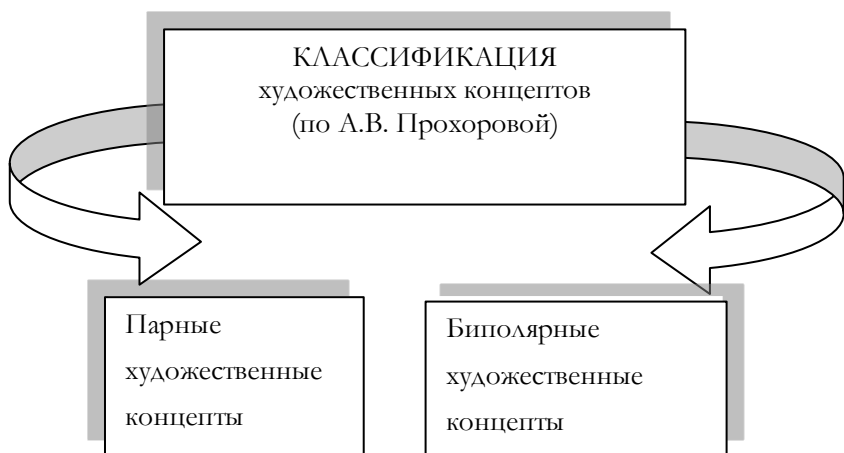 КЛАССИФИКАЦИЯ
художественных концептов
(по А.В. Прохоровой)
Парные
художественные
концепты
Биполярные
художественные
концепты